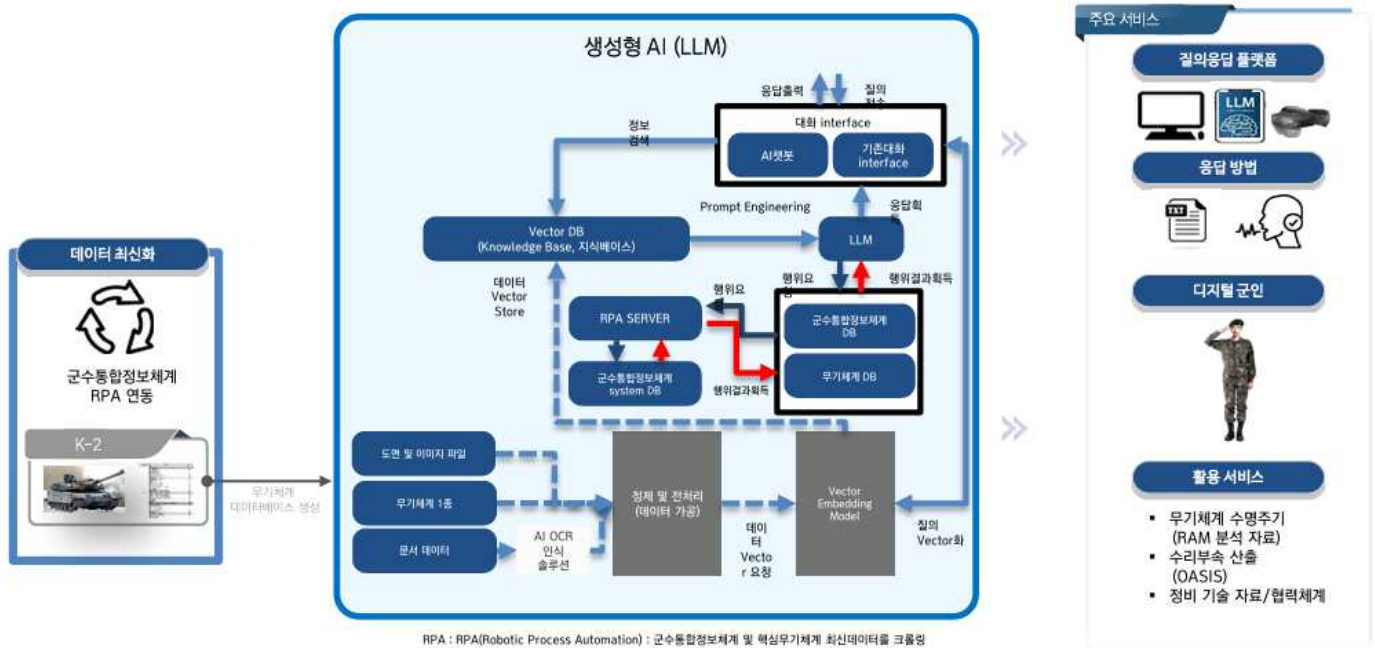 데이터 최신화
군수통합정보체계
RPA 연동
K-2
무기체계
데이터베이스 생성
생성형 AI (LLM)
응답출력
질의
전송
대화 interface
AI챗봇
기존대화
interface
정보
검색
Prompt Engineering
응답획
득
Vector DB
(Knowledge Base, 지식베이스)
LLM
데이터
Vector
Store
행위요
행위요
행위결과획득
RPA SERVER
군수통합정보체계
DB
군수통합정보체계
system DB
행위결과획득
무기체계 DB
도면 및 이미지 파일
무기체계 1종
문서 데이터
AI OCR
인식
솔루션
정제 및 전처리
(데이터 가공)
데이
터
Vecto
r 요청
Vector
Embedding
Model
질의
Vector화
RPA : RPA(Robotic Process Automation) : 군수통합정보체계 및 핵심무기체계 최신데이터를 크롤링
주요 서비스
질의응답 플랫폼
LLM
응답 방법
TXT
디지털 군인
활용 서비스
▪ 무기체계 수명주기
(RAM 분석 자료)
▪ 수리부속 산출
(OASIS)
▪ 정비 기술 자료/협력체계